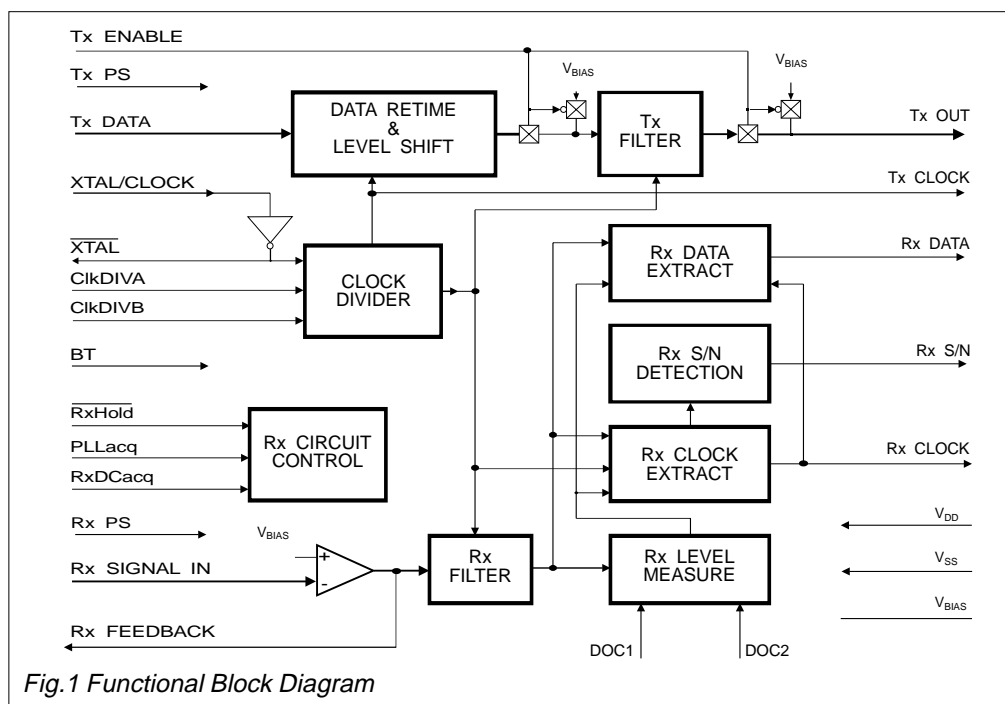 Tx ENABLE
Tx PS
Tx DATA
XTAL/CLOCK
XTAL
ClkDIVA
ClkDIVB
BT
RxHold
PLLacq
RxDCacq
Rx PS
Rx SIGNAL IN
Rx FEEDBACK
DATA RETIME
&
LEVEL SHIFT
VBIAS
Tx
FILTER
VBIAS
Tx OUT
Tx CLOCK
CLOCK
DIVIDER
Rx DATA
EXTRACT
Rx DATA
Rx S/N
DETECTION
Rx S/N
Rx CIRCUIT
CONTROL
Rx CLOCK
EXTRACT
Rx CLOCK
VBIAS
+
-
Rx
FILTER
Rx LEVEL
MEASURE
DOC1
DOC2
VDD
VSS
VBIAS
Fig.1 Functional Block Diagram